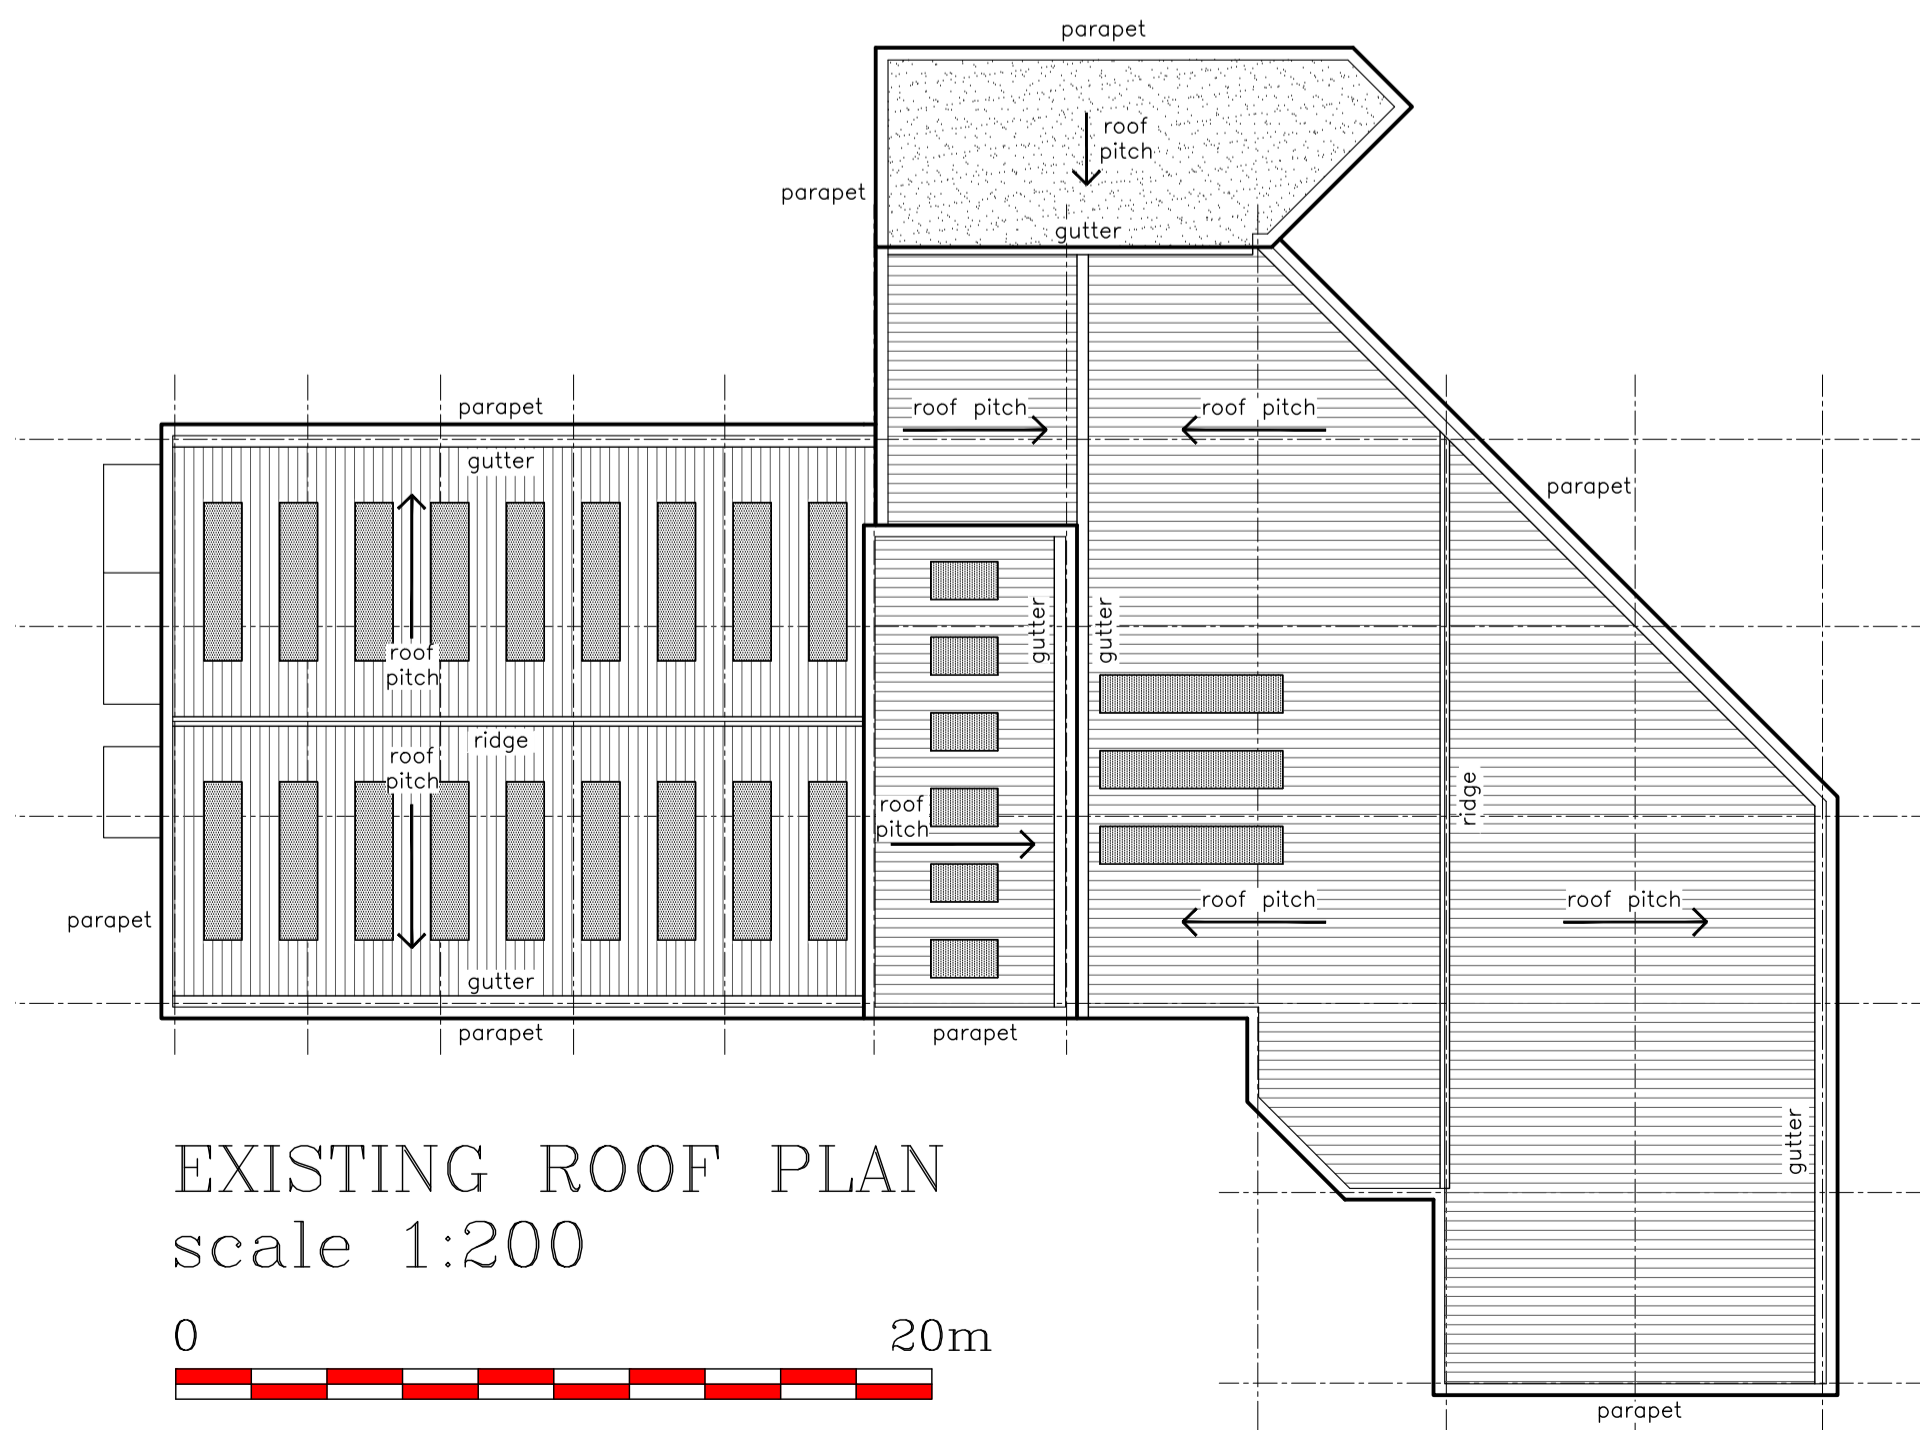 parapet
roof
pitch
parapet
gutter
parapet
roof pitch
roof pitch
gutter
parapet
gutter
gutter
roof
pitch
ridge
roof
pitch
ridge
roof
pitch
roof pitch
roof pitch
parapet
gutter
parapet
parapet
gutter
EXISTING ROOF PLAN
scale 1:200
0 20m
parapet